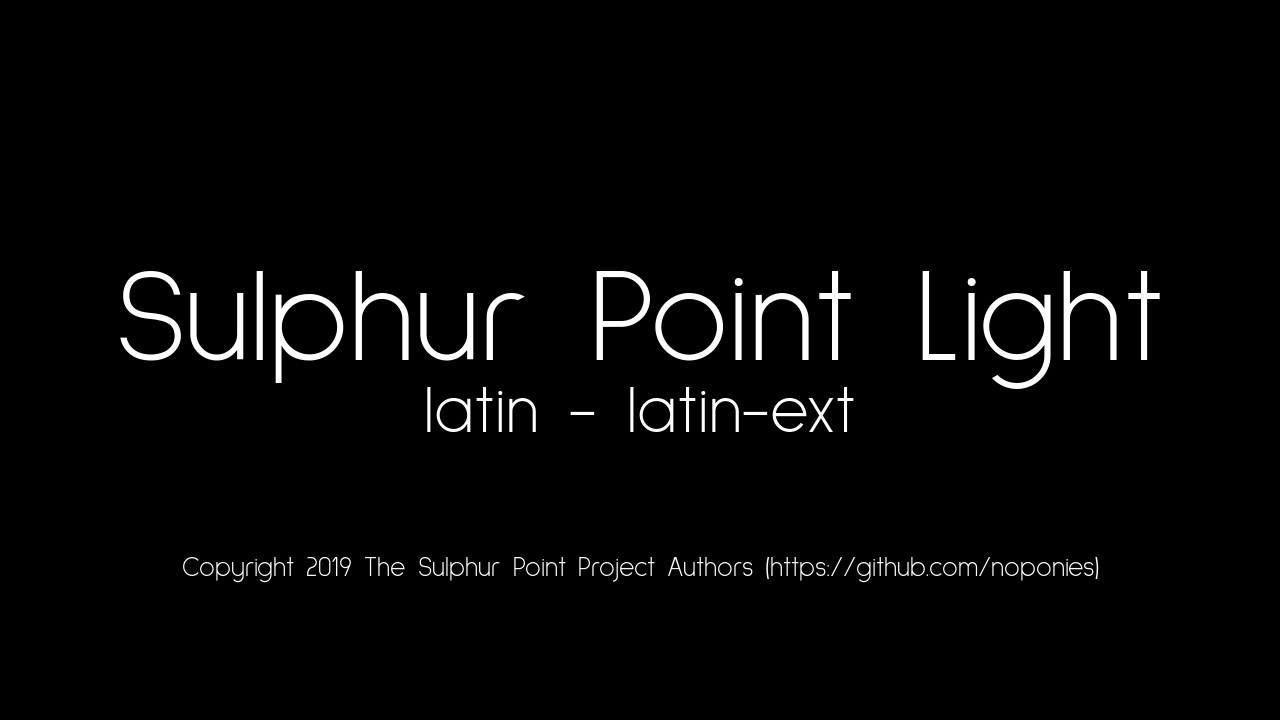 Sulphur Point Light
latin - latin-ext
Copyright 2019 The Sulphur Point Project Authors (https://github.com/noponies)